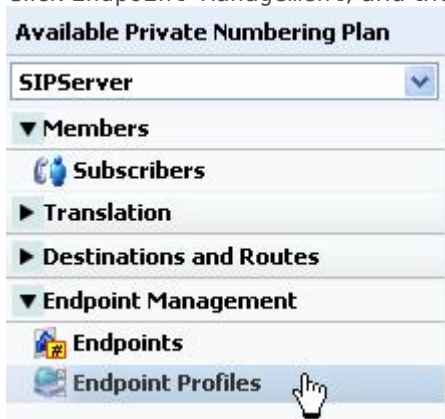 Available Private Numbering Plan
SIPServer
Members
Subscribers
Translation
Destinations and Routes
Endpoint Management
Endpoints
Endpoint Profiles